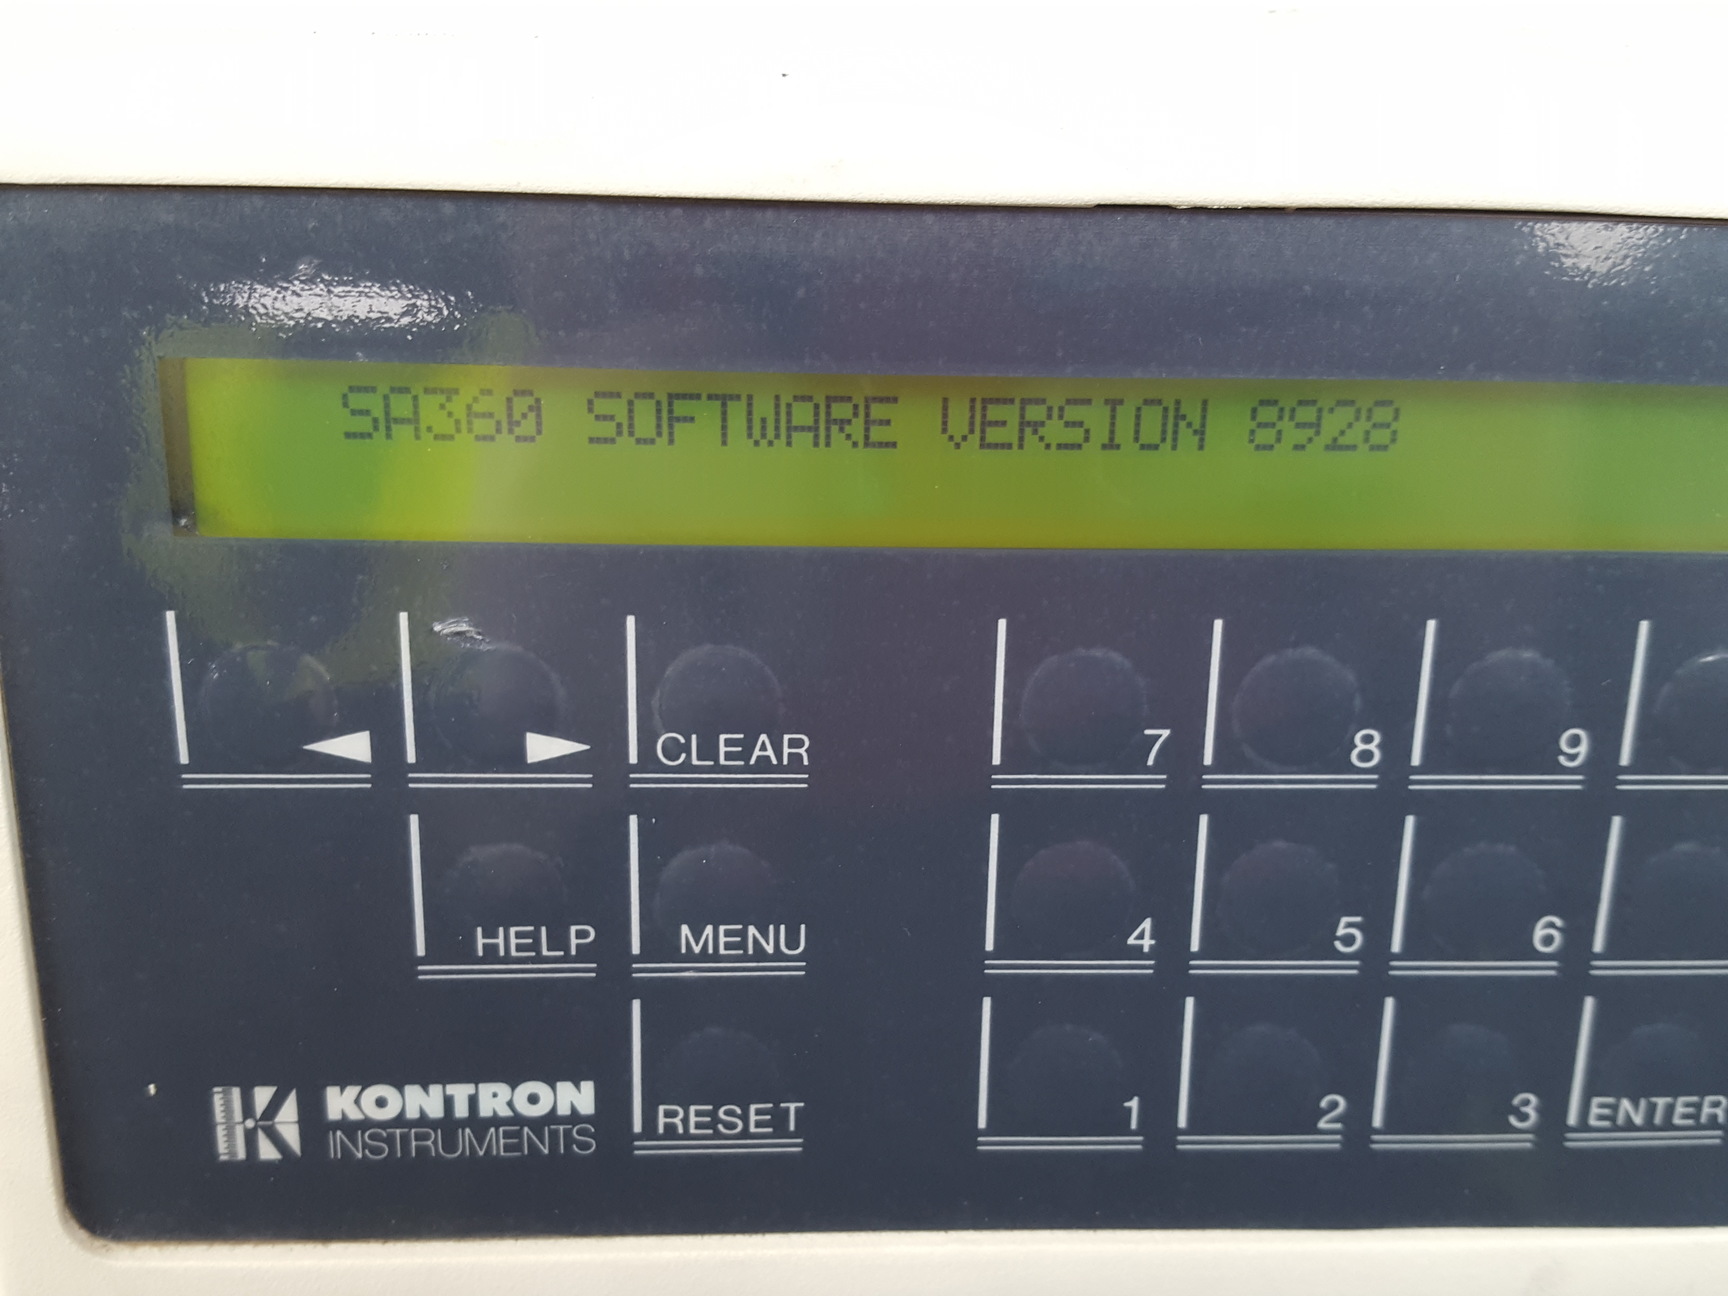 SA360 SOFTWARE VERSION 8928
CLEAR 7 8 9
HELP MENU 4 5 6
KONTRON
INSTRUMENTS
RESET 1 2 3 ENTER